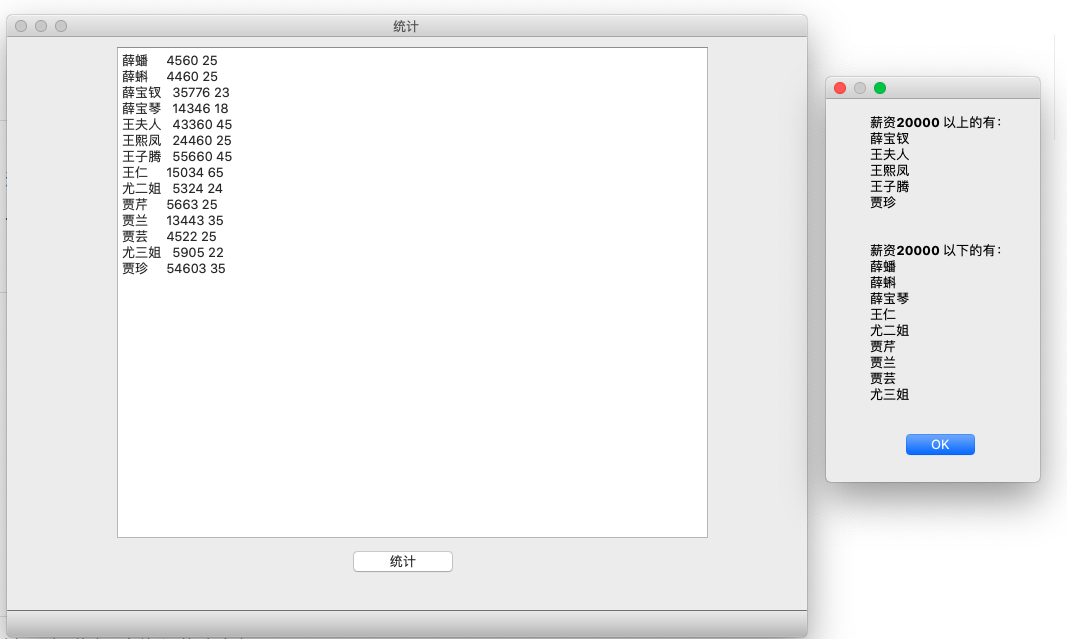 统计
薛蟠 4560 25
薛蝌 4460 25
薛宝钗 35776 23
薛宝琴 14346 18
王夫人 43360 45
王熙凤 24460 25
王子腾 55660 45
王仁 15034 65
尤二姐 5324 24
贾芹 5663 25
贾兰 13443 35
贾芸 4522 25
尤三姐 5905 22
贾珍 54603 35
统计
薪资20000 以上的有：
薛宝钗
王夫人
王熙凤
王子腾
贾珍
薪资20000 以下的有：
薛蟠
薛蝌
薛宝琴
王仁
尤二姐
贾芹
贾兰
贾芸
尤三姐
OK